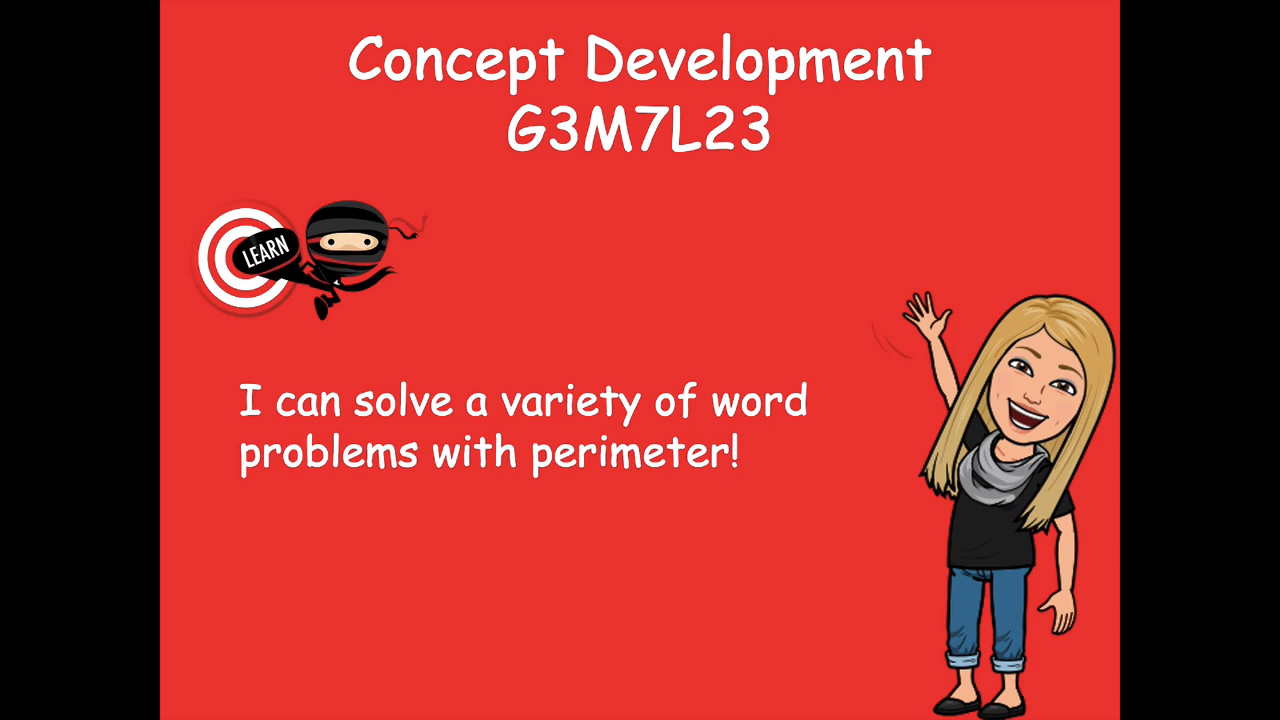 Concept Development
G3M7L23
LEARN
I can solve a variety of word
problems with perimeter!